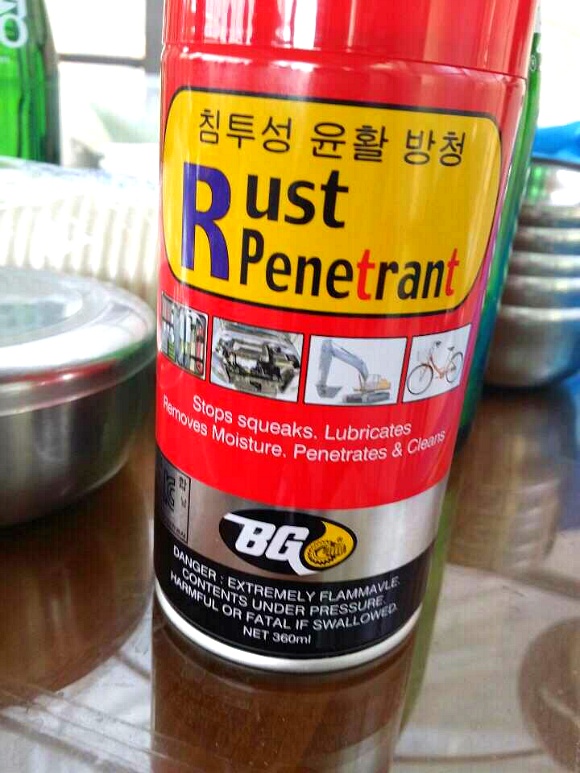 침투성 윤활 방청
Rust
Penetrant
Stops squeaks. Lubricates
Removes Moisture. Penetrates & Cleans
BG
DANGER : EXTREMELY FLAMMAVLE.
CONTENTS UNDER PRESSURE.
HARMFUL OR FATAL IF SWALLOWED.
NET 360ml